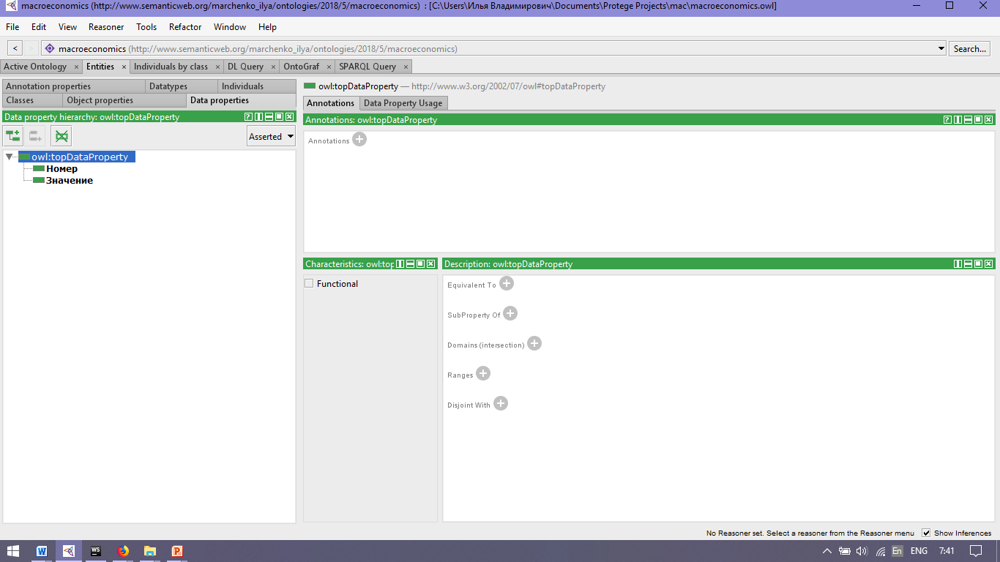 macroeconomics (http://www.semanticweb.org/marchenko_ilya/ontologies/2018/5/macroeconomics) : [C:\Users\Илья Владимирович\Documents\Protege Projects\mac\macroeconomics.owl]
File Edit View Reasoner Tools Refactor Window Help
< > macroeconomics (http://www.semanticweb.org/marchenko_ilya/ontologies/2018/5/macroeconomics) Search...
Active Ontology × Entities × Individuals by class × DL Query × OntoGraf × SPARQL Query ×
Annotation properties Datatypes Individuals
Classes Object properties Data properties
Data property hierarchy: owl:topDataProperty
Asserted
owl:topDataProperty
Номер
Значение
owl:topDataProperty — http://www.w3.org/2002/07/owl#topDataProperty
Annotations Data Property Usage
Annotations: owl:topDataProperty
Annotations
Characteristics: owl:top
Functional
Description: owl:topDataProperty
Equivalent To
SubProperty Of
Domains (intersection)
Ranges
Disjoint With
No Reasoner set. Select a reasoner from the Reasoner menu Show Inferences
W WS P En ENG 7:41